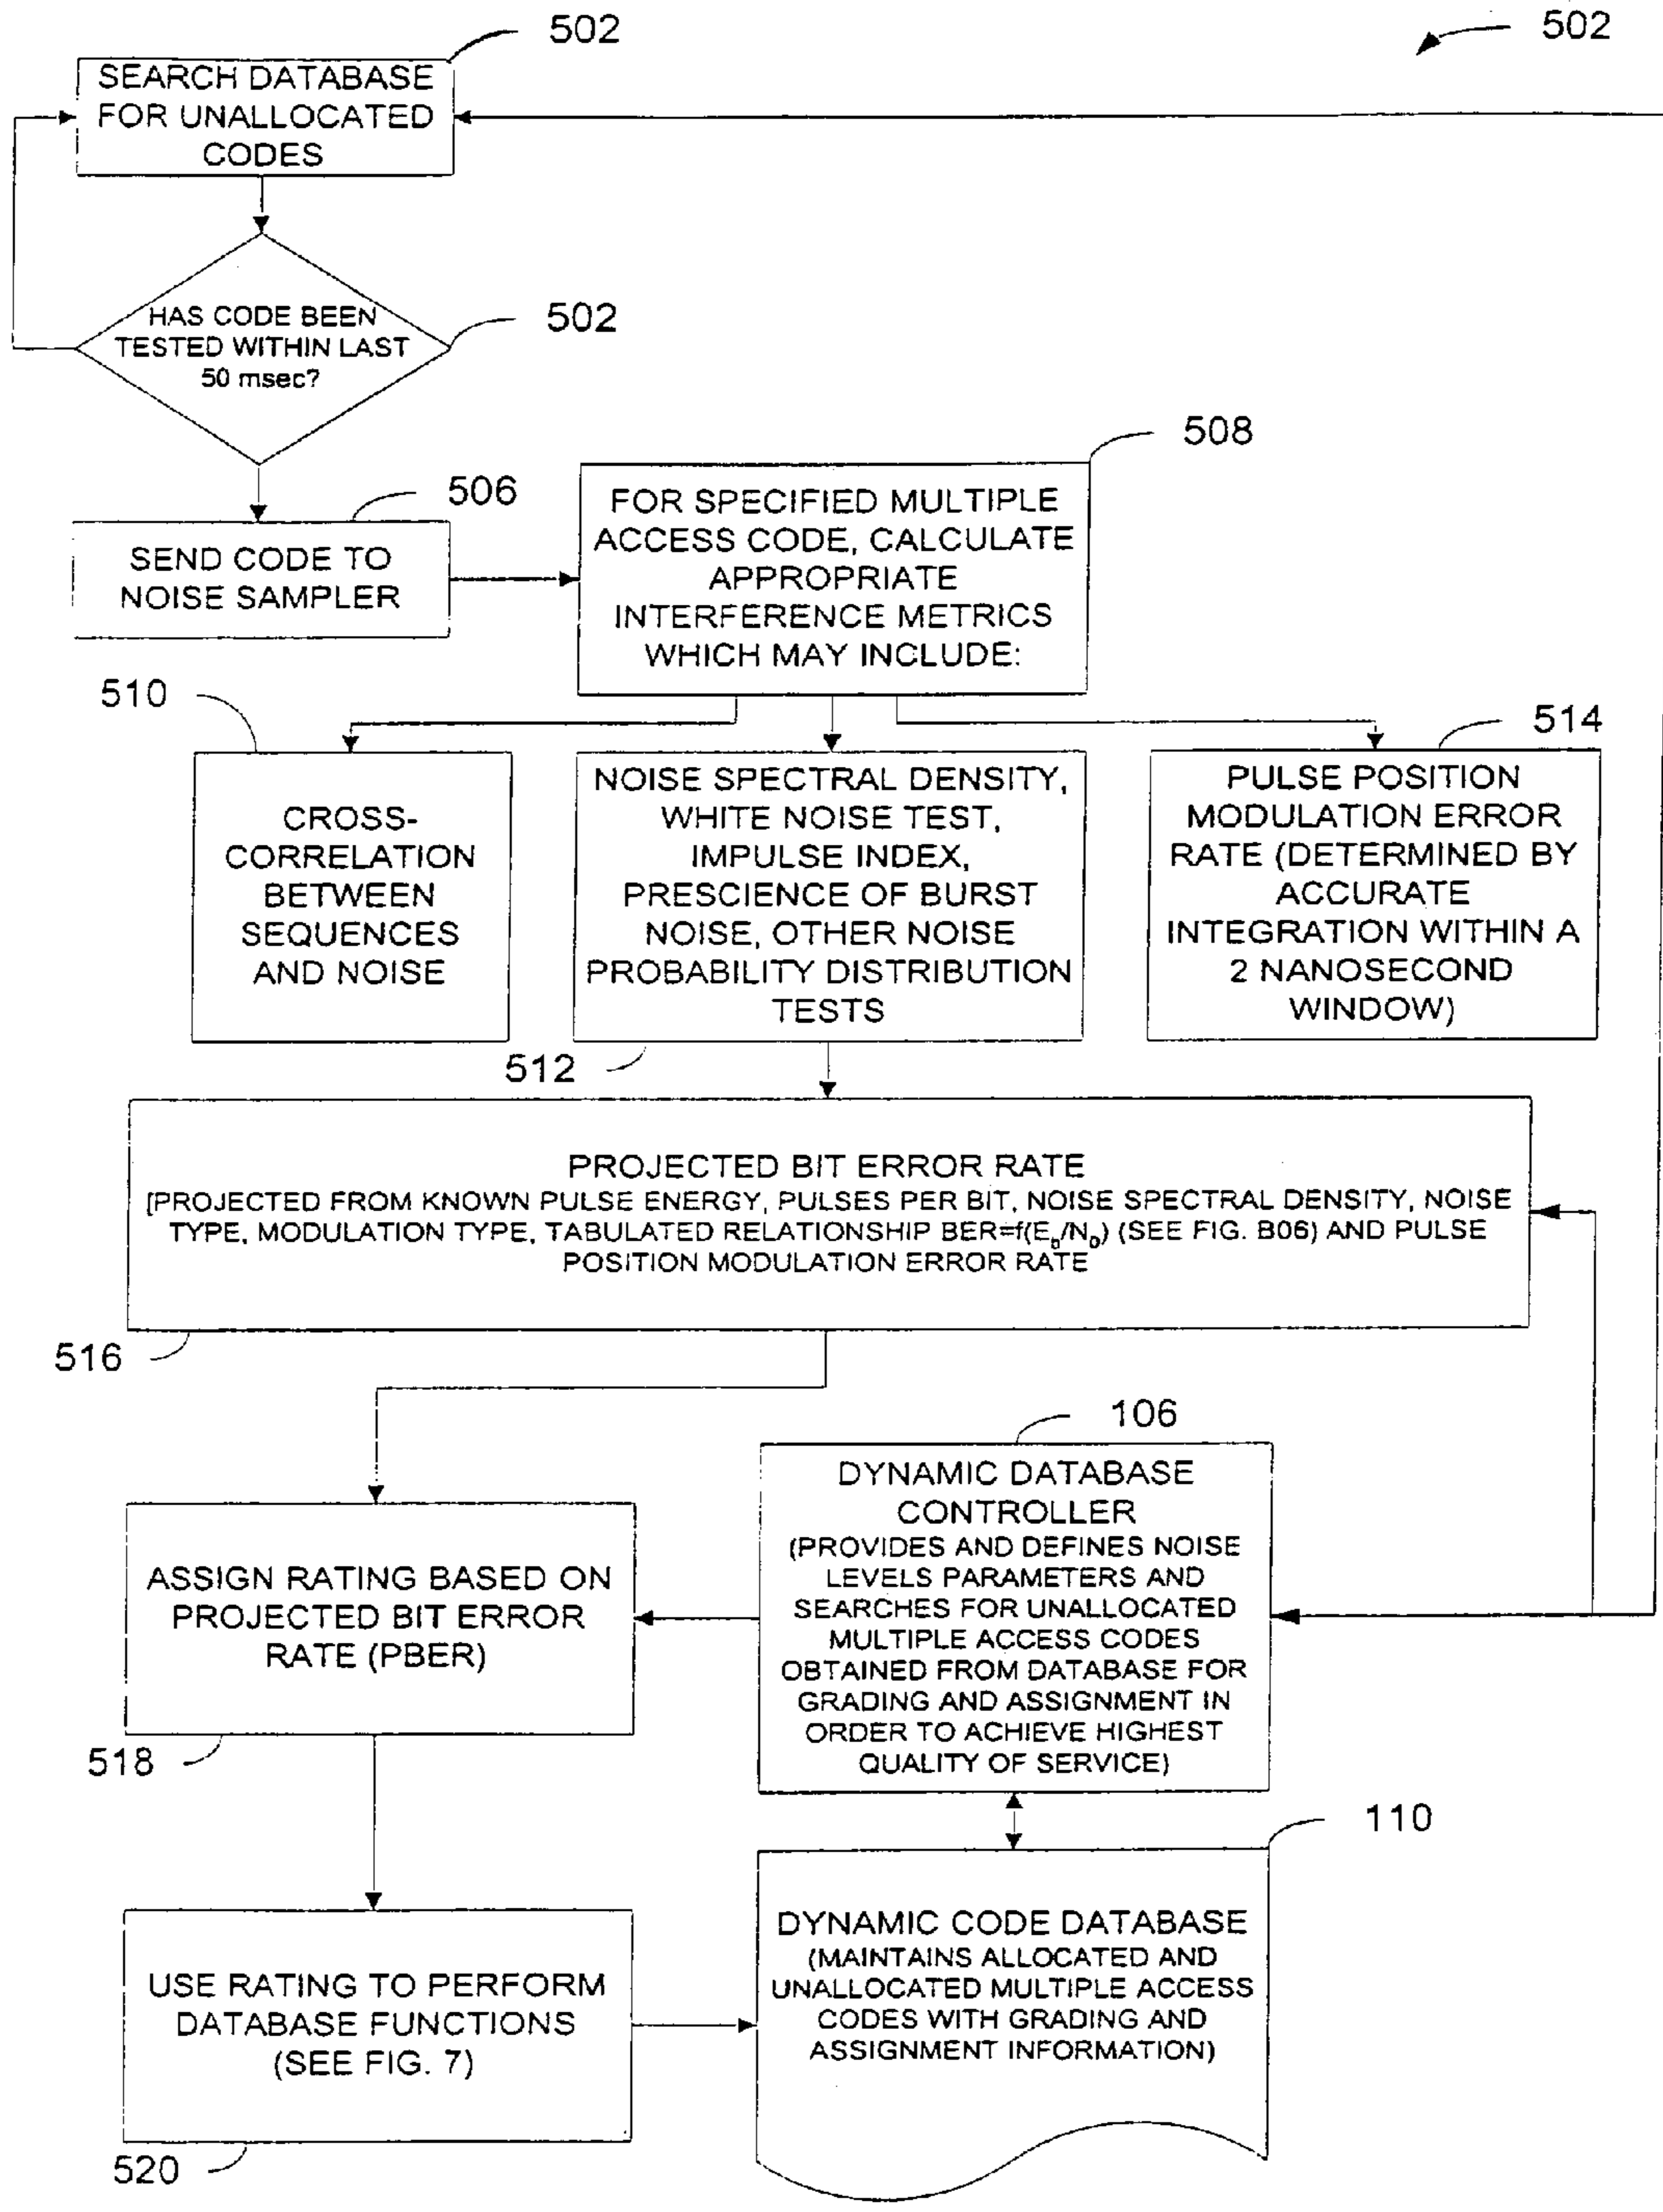 502
502
SEARCH DATABASE
FOR UNALLOCATED
CODES
HAS CODE BEEN
TESTED WITHIN LAST
50 msec?
502
506
SEND CODE TO
NOISE SAMPLER
508
FOR SPECIFIED MULTIPLE
ACCESS CODE, CALCULATE
APPROPRIATE
INTERFERENCE METRICS
WHICH MAY INCLUDE:
510
CROSS-
CORRELATION
BETWEEN
SEQUENCES
AND NOISE
NOISE SPECTRAL DENSITY,
WHITE NOISE TEST,
IMPULSE INDEX,
PRESCIENCE OF BURST
NOISE, OTHER NOISE
PROBABILITY DISTRIBUTION
TESTS
512
514
PULSE POSITION
MODULATION ERROR
RATE (DETERMINED BY
ACCURATE
INTEGRATION WITHIN A
2 NANOSECOND
WINDOW)
PROJECTED BIT ERROR RATE
[PROJECTED FROM KNOWN PULSE ENERGY, PULSES PER BIT, NOISE SPECTRAL DENSITY, NOISE
TYPE, MODULATION TYPE, TABULATED RELATIONSHIP BER=f(E_b/N_0) (SEE FIG. B06) AND PULSE
POSITION MODULATION ERROR RATE
516
106
DYNAMIC DATABASE
CONTROLLER
(PROVIDES AND DEFINES NOISE
LEVELS PARAMETERS AND
SEARCHES FOR UNALLOCATED
MULTIPLE ACCESS CODES
OBTAINED FROM DATABASE FOR
GRADING AND ASSIGNMENT IN
ORDER TO ACHIEVE HIGHEST
QUALITY OF SERVICE)
ASSIGN RATING BASED ON
PROJECTED BIT ERROR
RATE (PBER)
518
110
DYNAMIC CODE DATABASE
(MAINTAINS ALLOCATED AND
UNALLOCATED MULTIPLE ACCESS
CODES WITH GRADING AND
ASSIGNMENT INFORMATION)
USE RATING TO PERFORM
DATABASE FUNCTIONS
(SEE FIG. 7)
520